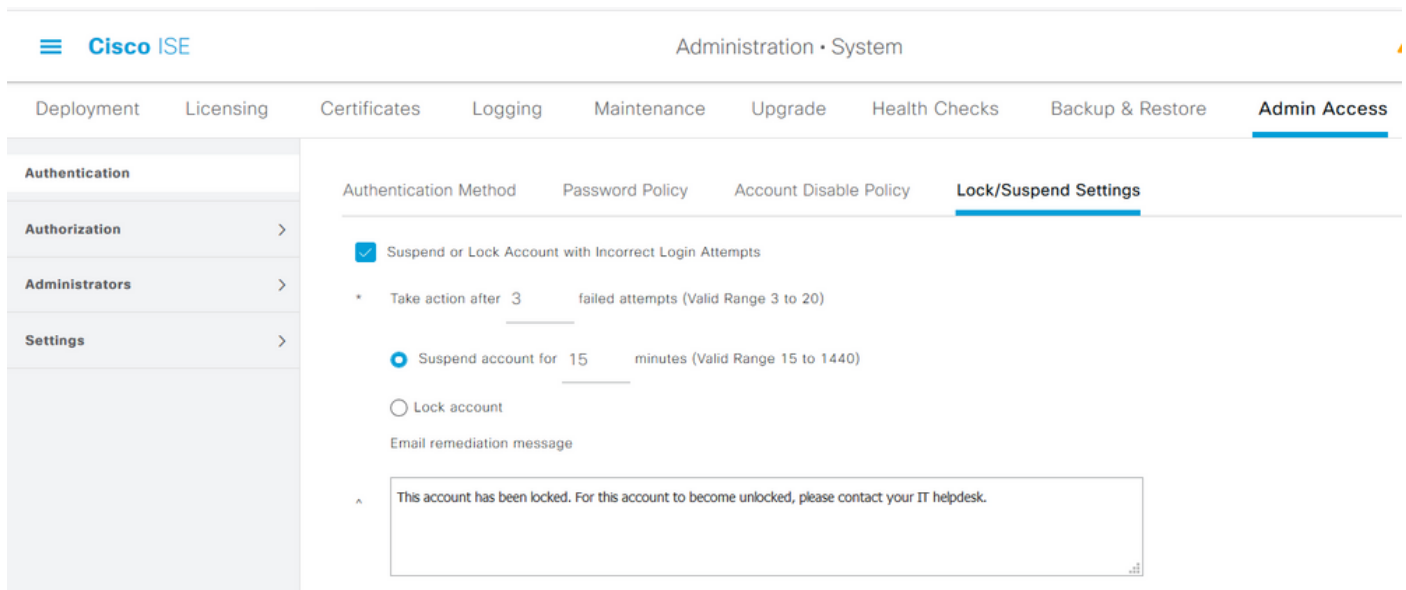 Cisco ISE
Administration · System
Deployment Licensing Certificates Logging Maintenance Upgrade Health Checks Backup & Restore Admin Access
Authentication
Authorization
Administrators
Settings
Authentication Method Password Policy Account Disable Policy Lock/Suspend Settings
Suspend or Lock Account with Incorrect Login Attempts
* Take action after 3 failed attempts (Valid Range 3 to 20)
Suspend account for 15 minutes (Valid Range 15 to 1440)
Lock account
Email remediation message
This account has been locked. For this account to become unlocked, please contact your IT helpdesk.